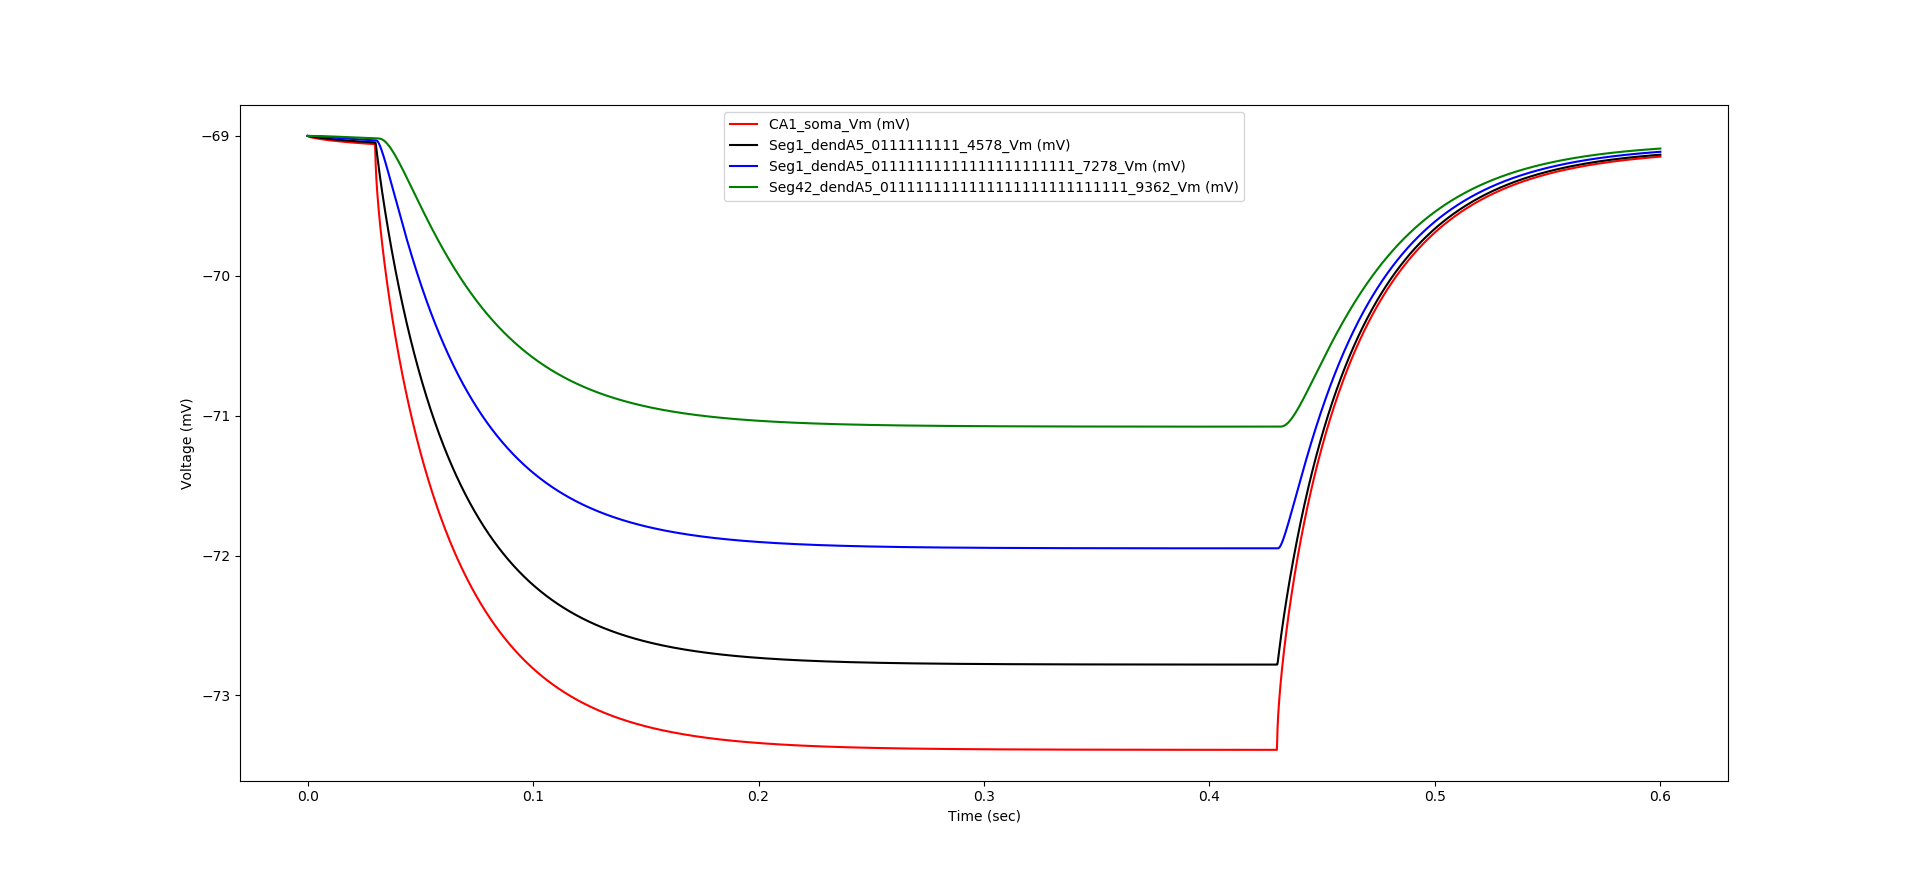 −69
−70
−71
−72
−73
0.0
0.1
0.2
0.3
0.4
0.5
0.6
Voltage (mV)
Time (sec)
CA1_soma_Vm (mV)
Seg1_dendA5_0111111111_4578_Vm (mV)
Seg1_dendA5_01111111111111111111111_7278_Vm (mV)
Seg42_dendA5_0111111111111111111111111111_9362_Vm (mV)